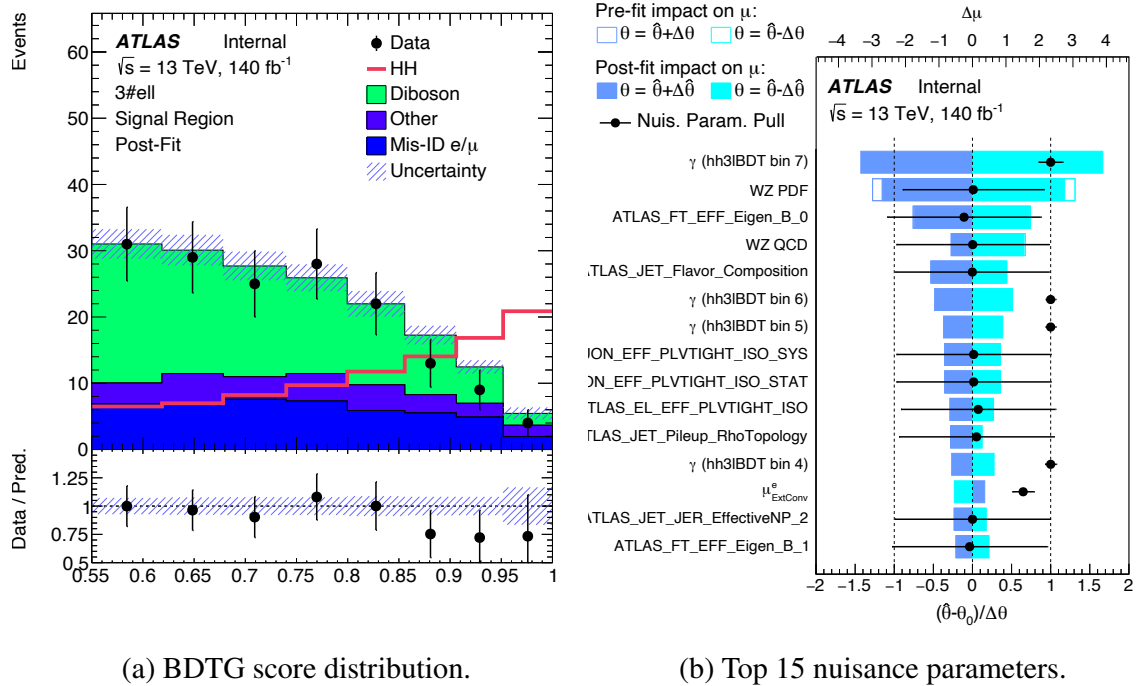 Events
ATLAS Internal
√s = 13 TeV, 140 fb-1
3#ell
Signal Region
Post-Fit
Data
HH
Diboson
Other
Mis-ID e/μ
Uncertainty
60
50
40
30
20
10
0
Data / Pred.
1.25
1
0.75
0.5
0.55 0.6 0.65 0.7 0.75 0.8 0.85 0.9 0.95 1
(a) BDTG score distribution.
Pre-fit impact on μ:
θ = θ̂+Δθ θ = θ̂-Δθ
Post-fit impact on μ:
θ = θ̂+Δθ̂ θ = θ̂-Δθ̂
Nuis. Param. Pull
Δμ
−4 −3 −2 −1 0 1 2 3 4
ATLAS Internal
√s = 13 TeV, 140 fb-1
γ (hh3lBDT bin 7)
WZ PDF
ATLAS_FT_EFF_Eigen_B_0
WZ QCD
ATLAS_JET_Flavor_Composition
γ (hh3lBDT bin 6)
γ (hh3lBDT bin 5)
JON_EFF_PLVTIGHT_ISO_SYS
ON_EFF_PLVTIGHT_ISO_STAT
ATLAS_EL_EFF_PLVTIGHT_ISO
ATLAS_JET_Pileup_RhoTopology
γ (hh3lBDT bin 4)
μ^e_ExtConv
ATLAS_JET_JER_EffectiveNP_2
ATLAS_FT_EFF_Eigen_B_1
−2 −1.5 −1 −0.5 0 0.5 1 1.5 2
(θ̂-θ0)/Δθ
(b) Top 15 nuisance parameters.